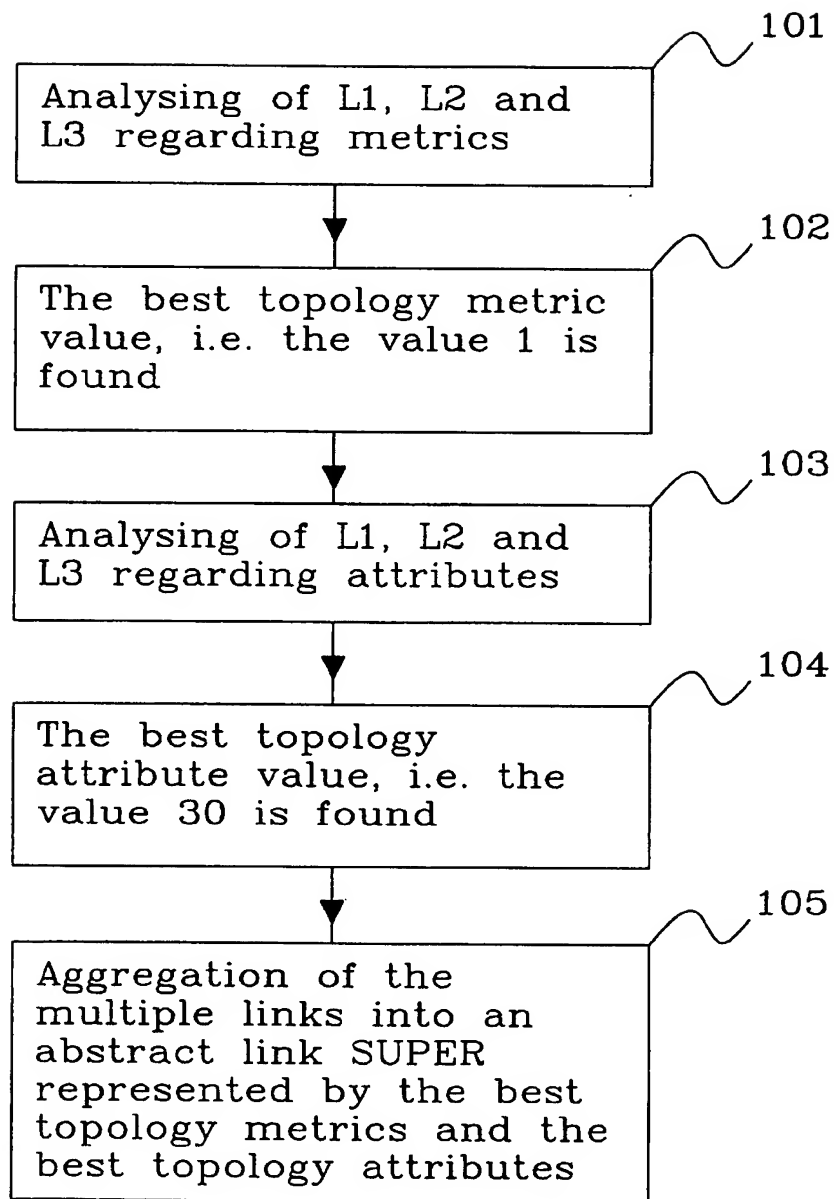 101
Analysing of L1, L2 and
L3 regarding metrics
102
The best topology metric
value, i.e. the value 1 is
found
103
Analysing of L1, L2 and
L3 regarding attributes
104
The best topology
attribute value, i.e. the
value 30 is found
105
Aggregation of the
multiple links into an
abstract link SUPER
represented by the best
topology metrics and the
best topology attributes